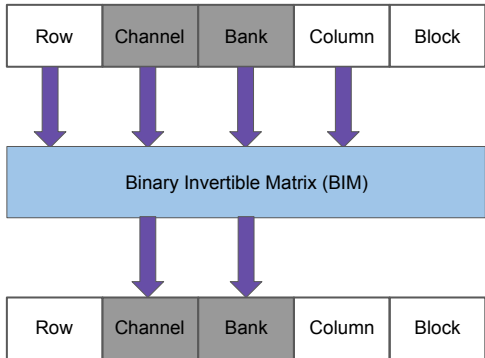 Row Channel Bank Column Block
Binary Invertible Matrix (BIM)
Row Channel Bank Column Block